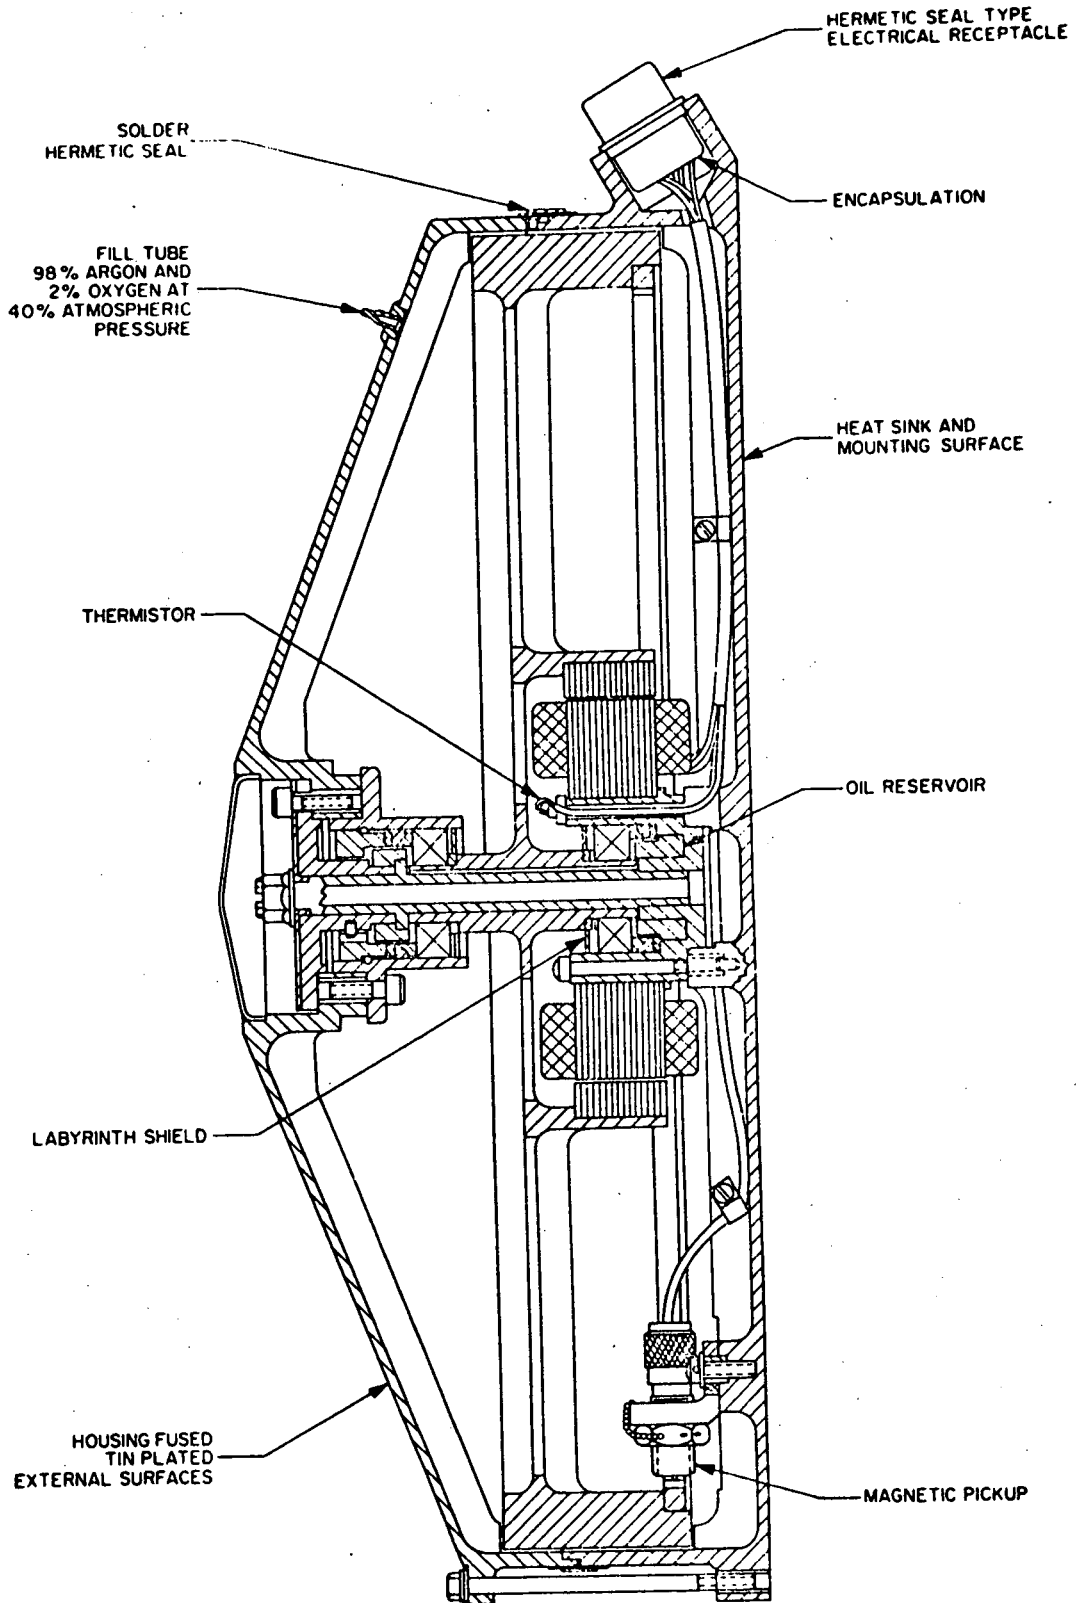 HERMETIC SEAL TYPE
ELECTRICAL RECEPTACLE
SOLDER
HERMETIC SEAL
ENCAPSULATION
FILL TUBE
98% ARGON AND
2% OXYGEN AT
40% ATMOSPHERIC
PRESSURE
HEAT SINK AND
MOUNTING SURFACE
THERMISTOR
OIL RESERVOIR
LABYRINTH SHIELD
HOUSING FUSED
TIN PLATED
EXTERNAL SURFACES
MAGNETIC PICKUP